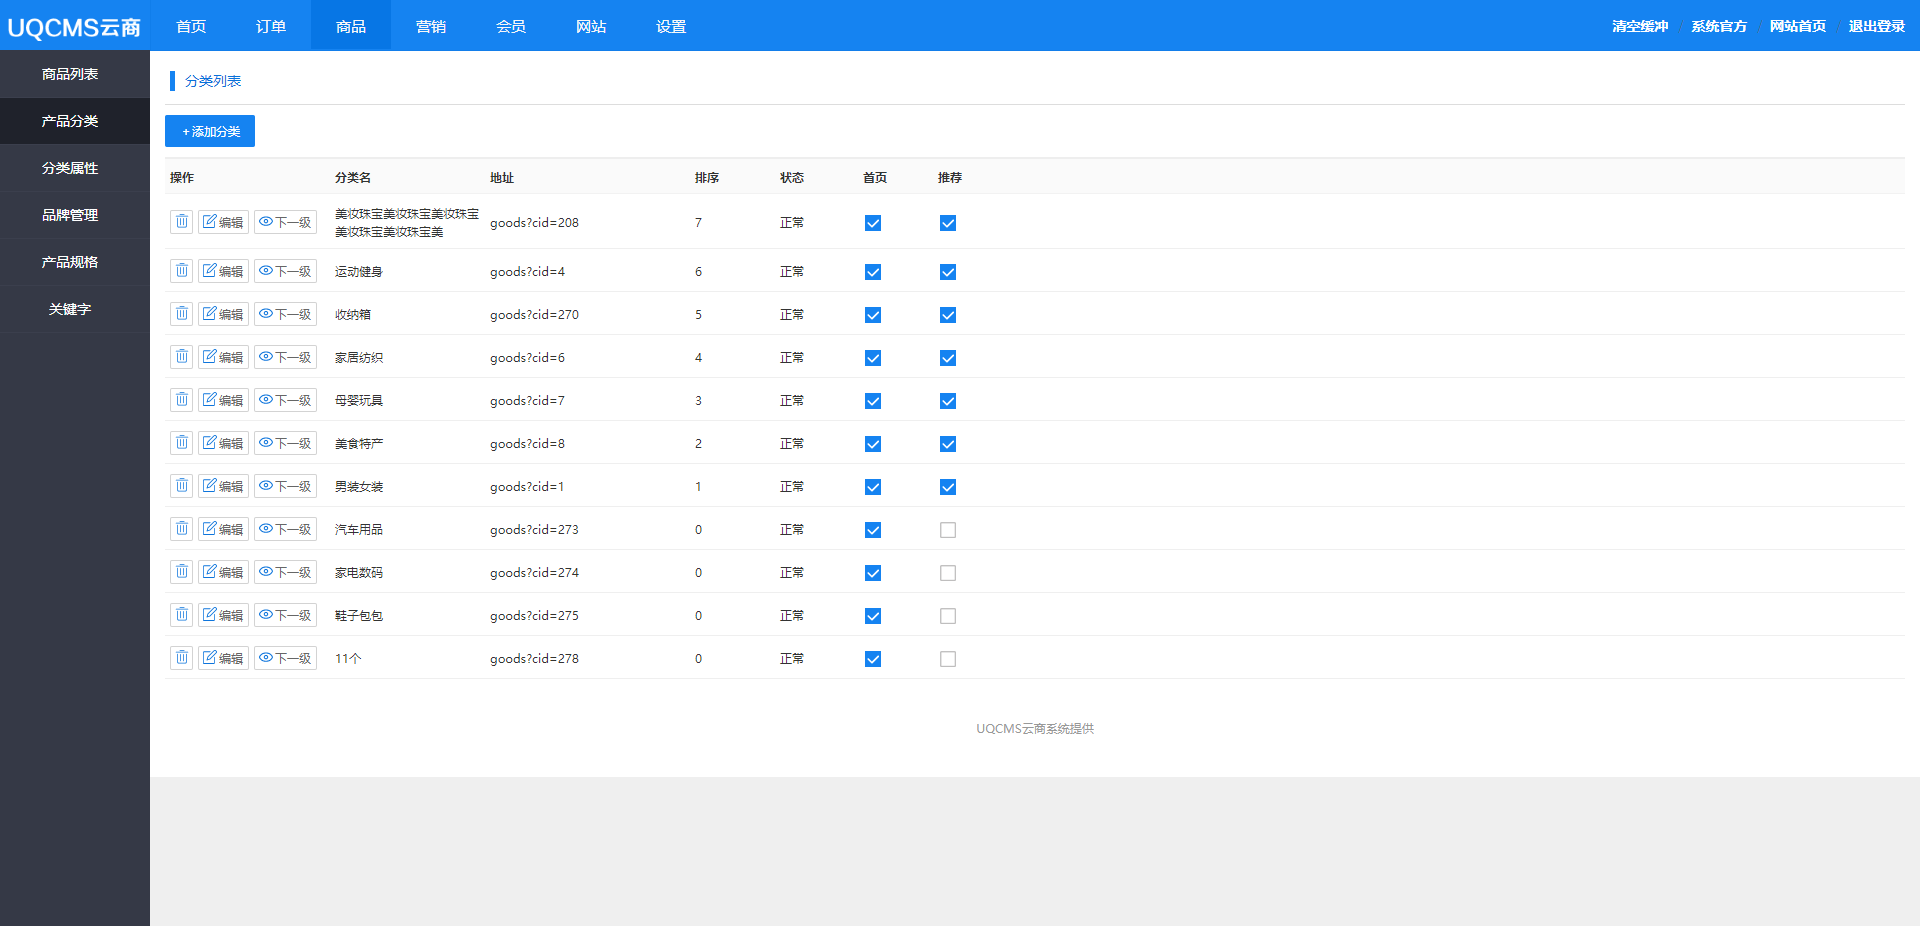 UQCMS云商 首页 订单 商品 营销 会员 网站 设置 清空缓冲 / 系统官方 / 网站首页 / 退出登录
商品列表
产品分类
分类属性
品牌管理
产品规格
关键字
分类列表
+ 添加分类
操作 分类名 地址 排序 状态 首页 推荐
编辑 下一级 美妆珠宝美妆珠宝美妆珠宝 goods?cid=208 7 正常
美妆珠宝美妆珠宝美
编辑 下一级 运动健身 goods?cid=4 6 正常
编辑 下一级 收纳箱 goods?cid=270 5 正常
编辑 下一级 家居纺织 goods?cid=6 4 正常
编辑 下一级 母婴玩具 goods?cid=7 3 正常
编辑 下一级 美食特产 goods?cid=8 2 正常
编辑 下一级 男装女装 goods?cid=1 1 正常
编辑 下一级 汽车用品 goods?cid=273 0 正常
编辑 下一级 家电数码 goods?cid=274 0 正常
编辑 下一级 鞋子包包 goods?cid=275 0 正常
编辑 下一级 11个 goods?cid=278 0 正常
UQCMS云商系统提供